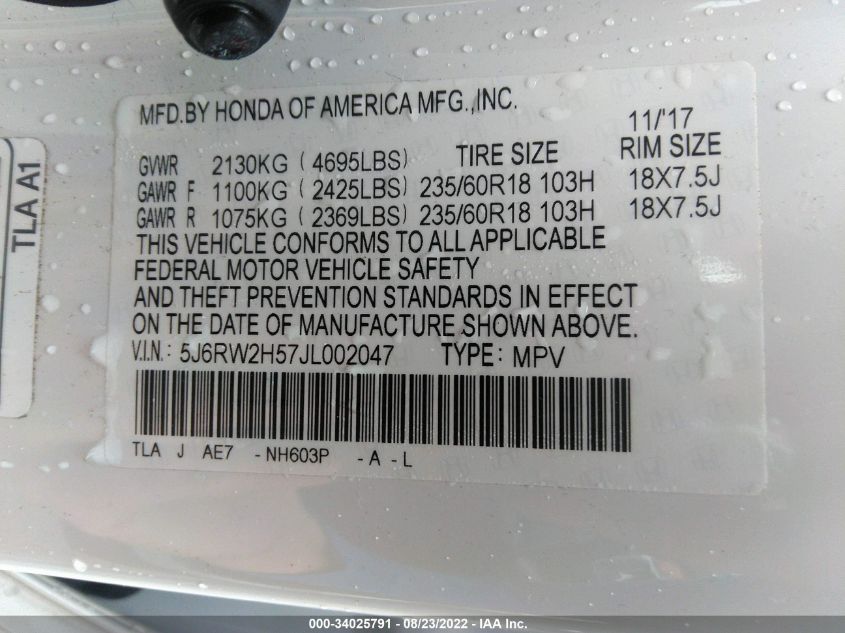 MFD.BY HONDA OF AMERICA MFG.,INC. 11/'17
GVWR 2130KG ( 4695LBS) TIRE SIZE RIM SIZE
GAWR F 1100KG ( 2425LBS) 235/60R18 103H 18X7.5J
GAWR R 1075KG ( 2369LBS) 235/60R18 103H 18X7.5J
THIS VEHICLE CONFORMS TO ALL APPLICABLE
FEDERAL MOTOR VEHICLE SAFETY
AND THEFT PREVENTION STANDARDS IN EFFECT
ON THE DATE OF MANUFACTURE SHOWN ABOVE.
V.I.N.: 5J6RW2H57JL002047 TYPE: MPV
TLA J AE7 -NH603P -A -L
TLA A1
000-34025791 - 08/23/2022 - IAA Inc.